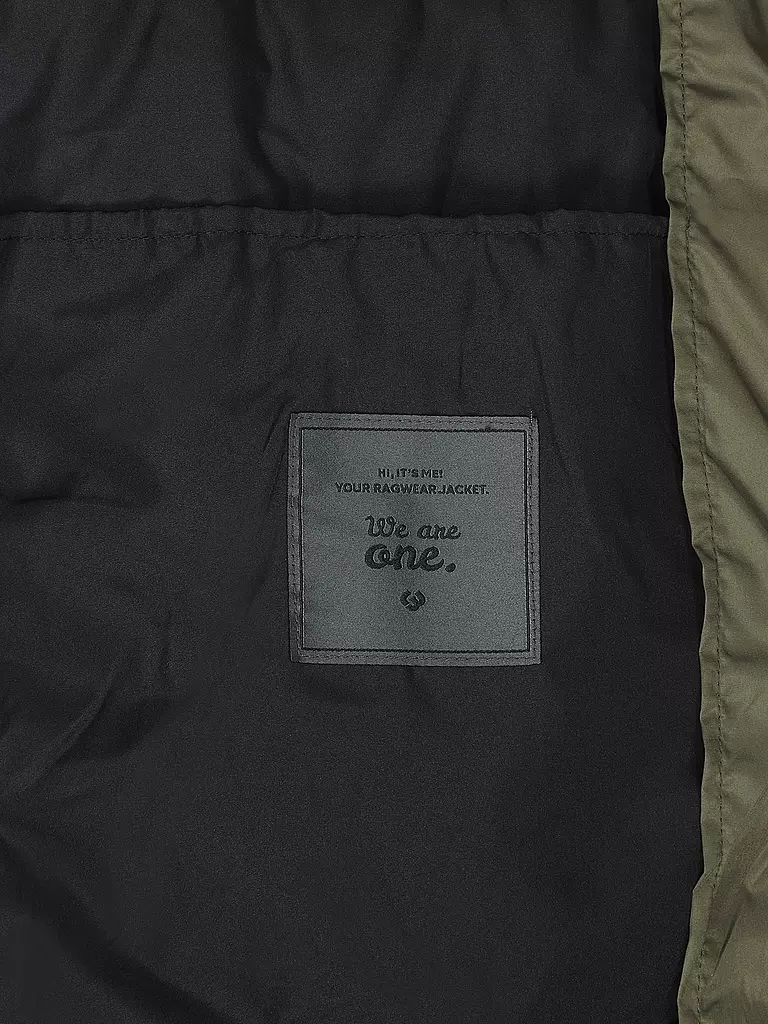 HI, IT'S ME!
YOUR RAGWEAR JACKET.
We are
one.